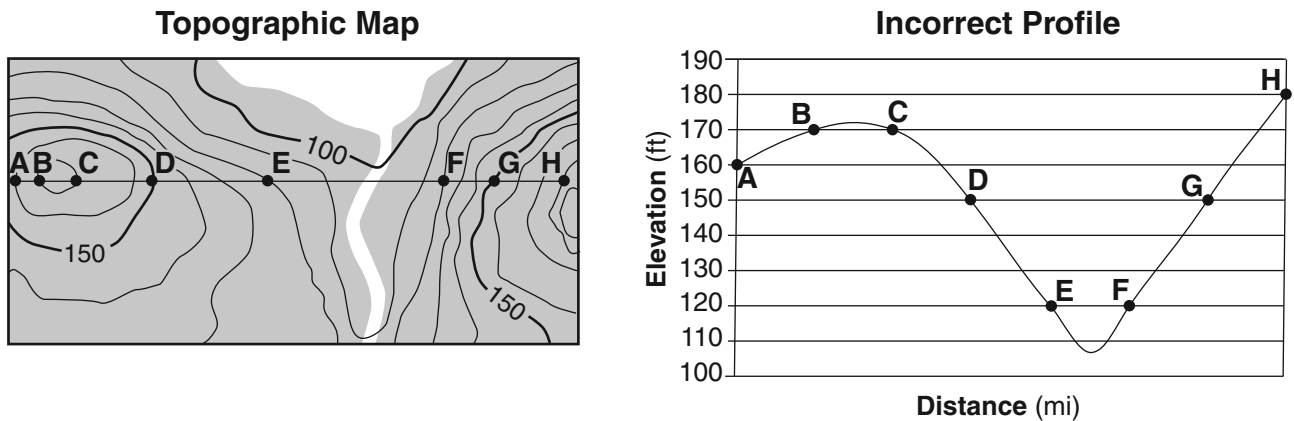 Topographic Map
100
A B C D E F G H
150
150
Incorrect Profile
Elevation (ft)
190
180
170
160
150
140
130
120
110
100
A
B
C
D
E
F
G
H
Distance (mi)